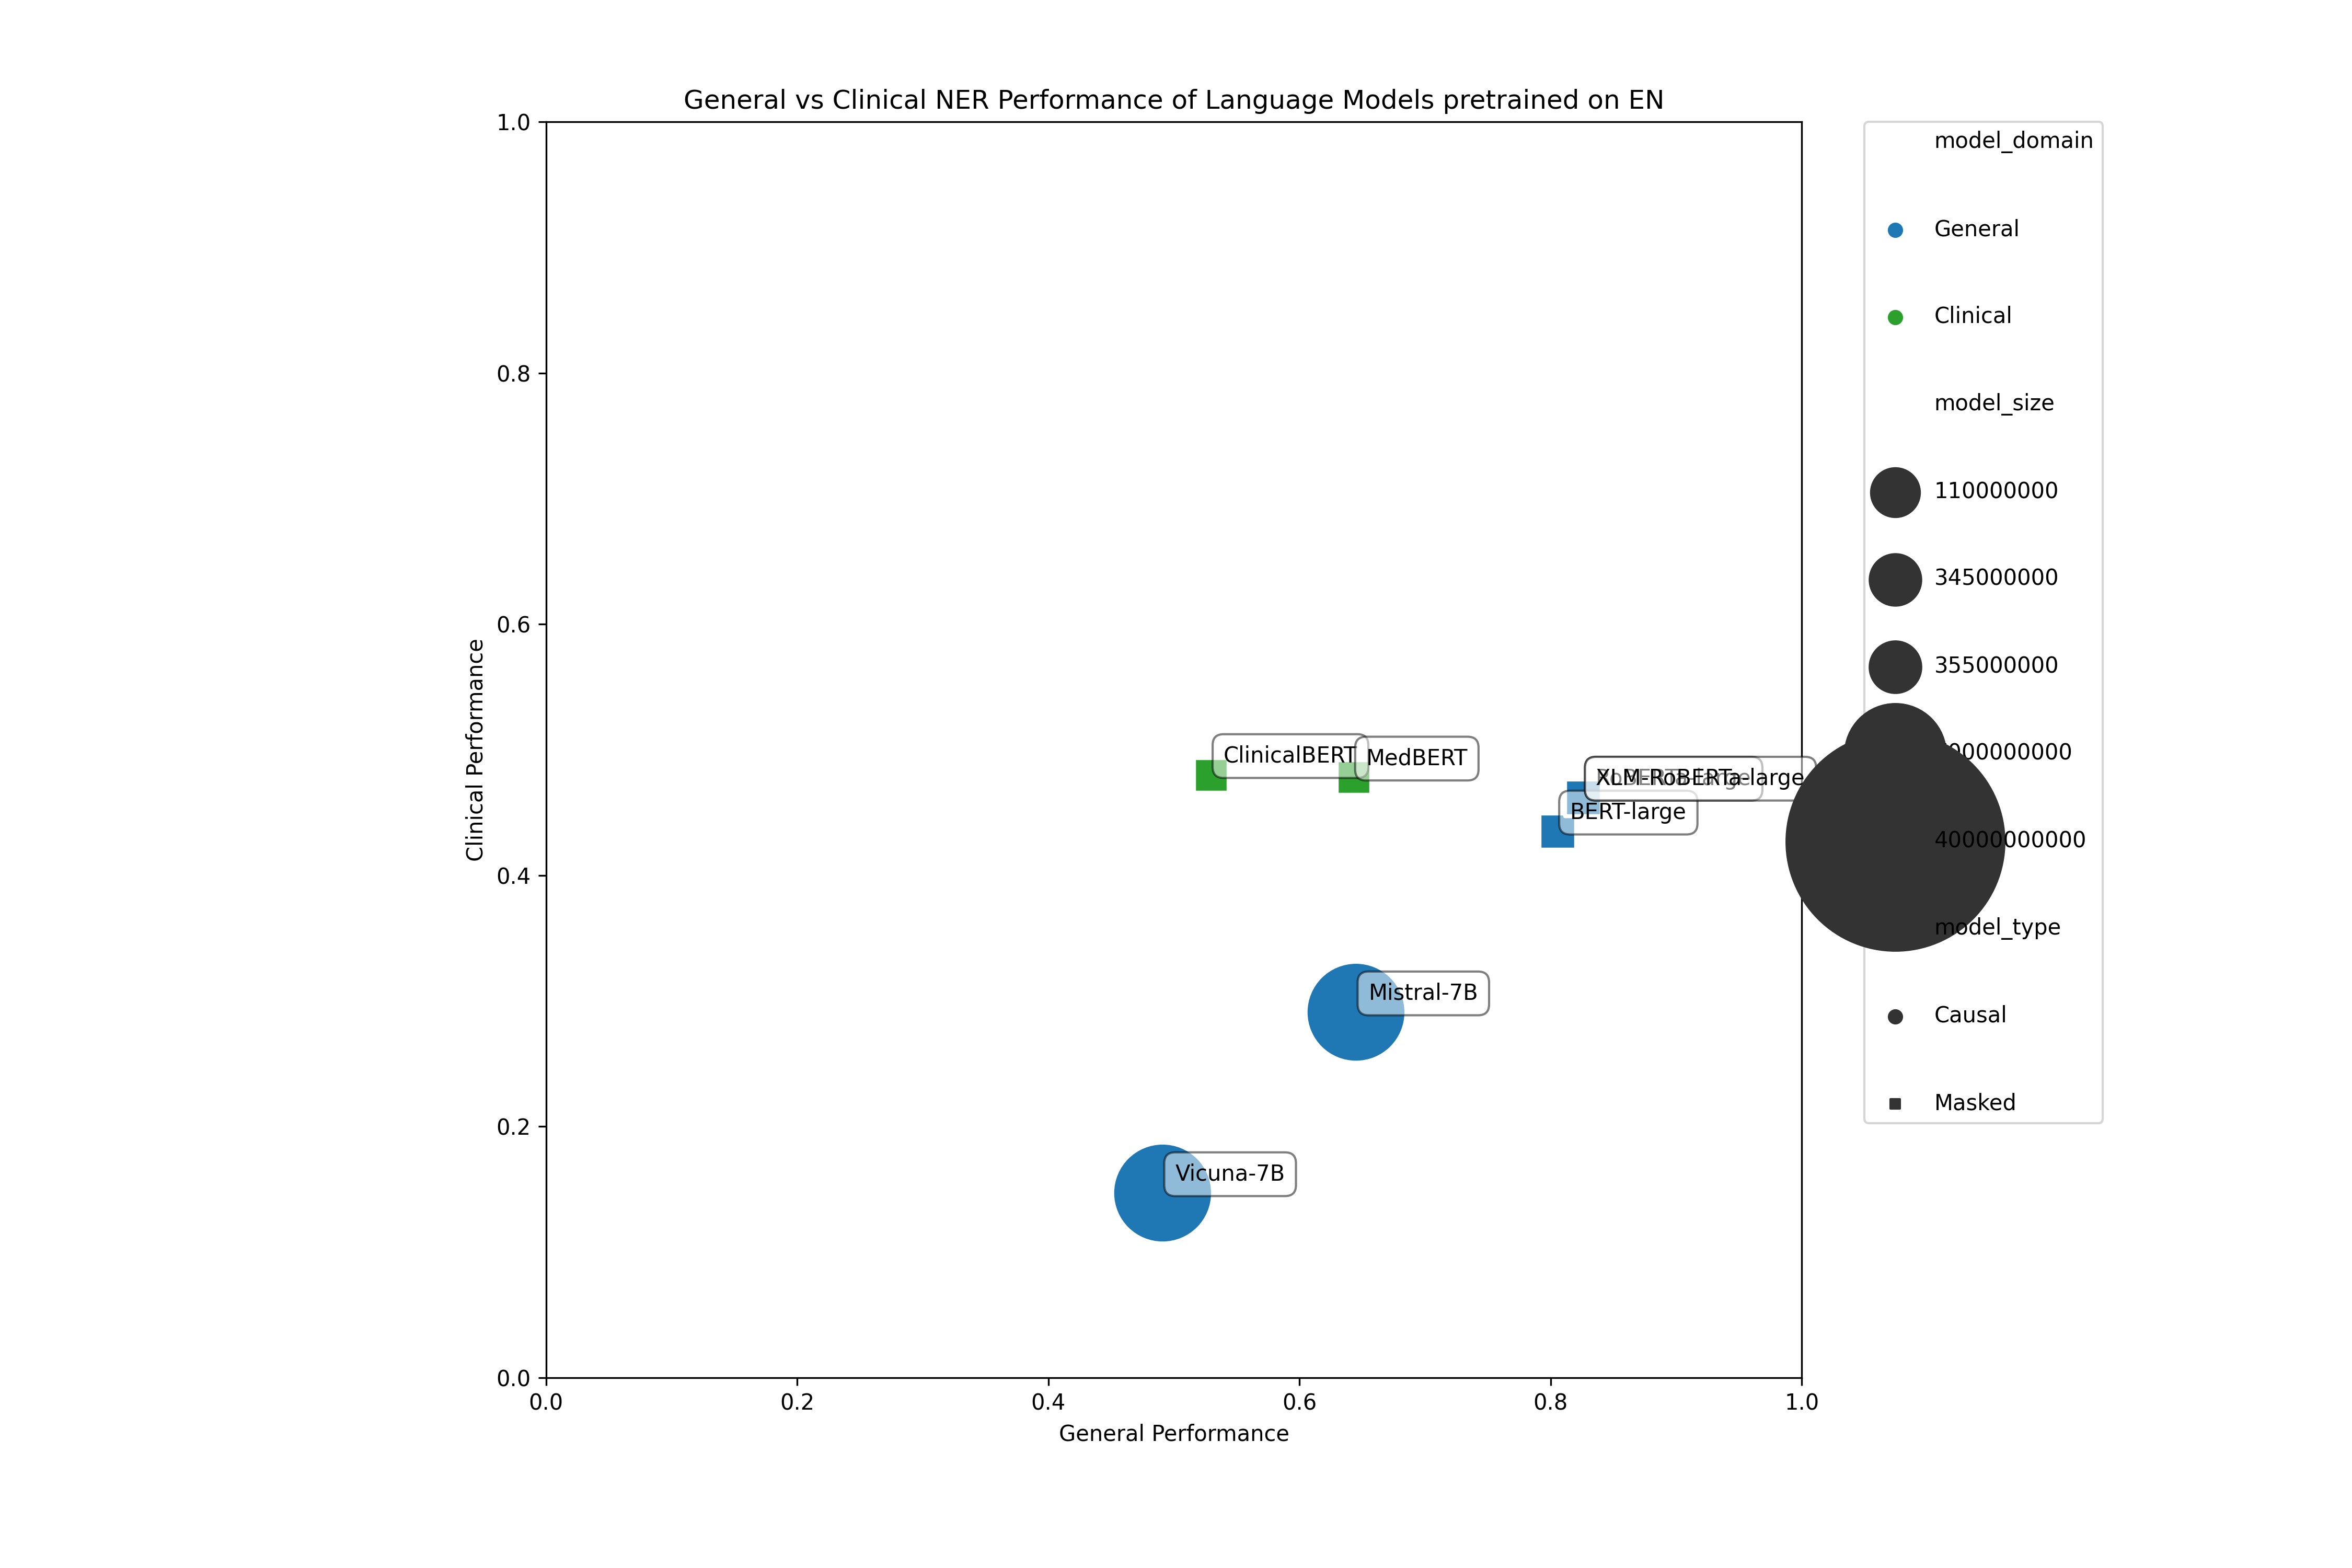 General vs Clinical NER Performance of Language Models pretrained on EN
1.0
0.8
0.6
0.4
0.2
0.0
0.0
0.2
0.4
0.6
0.8
1.0
Clinical Performance
General Performance
ClinicalBERT
MedBERT
XLM-RoBERTa-large
BERT-large
Mistral-7B
Vicuna-7B
model_domain
General
Clinical
model_size
110000000
345000000
355000000
40000000000
model_type
Causal
Masked